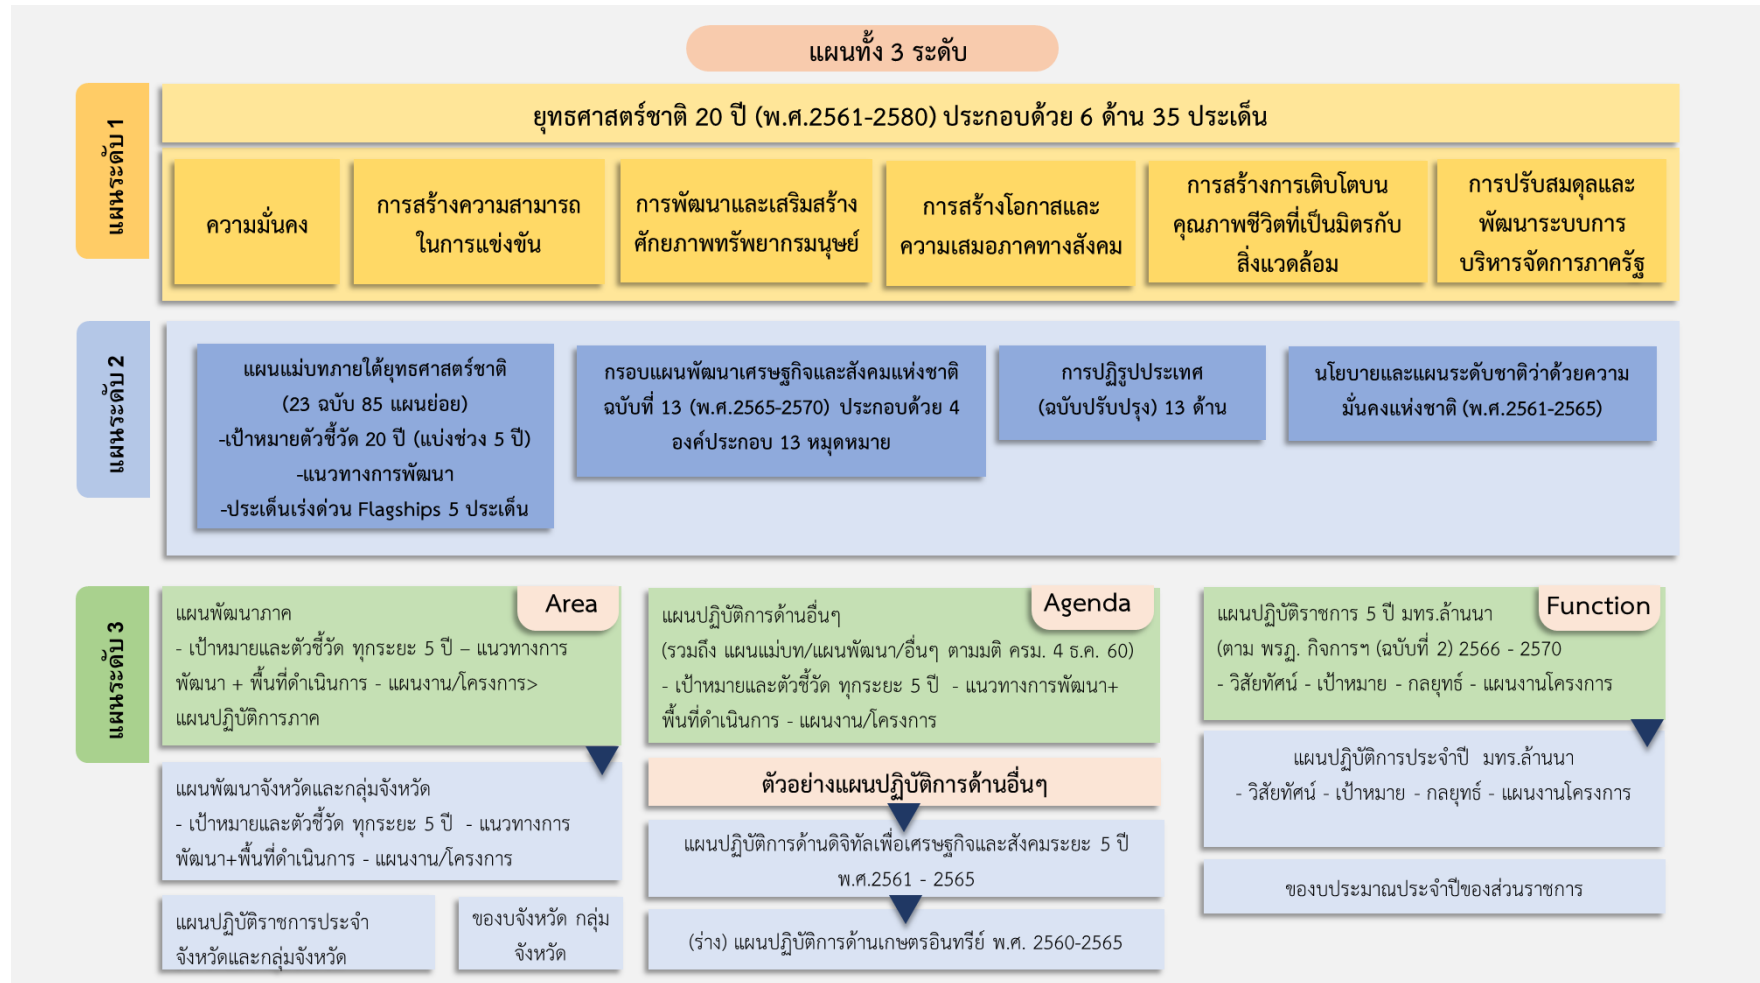 แผนทั้ง 3 ระดับ
แผนระดับ 1
ยุทธศาสตร์ชาติ 20 ปี (พ.ศ.2561-2580) ประกอบด้วย 6 ด้าน 35 ประเด็น
ความมั่นคง
การสร้างความสามารถ
ในการแข่งขัน
การพัฒนาและเสริมสร้าง
ศักยภาพทรัพยากรมนุษย์
การสร้างโอกาสและ
ความเสมอภาคทางสังคม
การสร้างการเติบโตบน
คุณภาพชีวิตที่เป็นมิตรกับ
สิ่งแวดล้อม
การปรับสมดุลและ
พัฒนาระบบการ
บริหารจัดการภาครัฐ
แผนระดับ 2
แผนแม่บทภายใต้ยุทธศาสตร์ชาติ
(23 ฉบับ 85 แผนย่อย)
-เป้าหมายตัวชี้วัด 20 ปี (แบ่งช่วง 5 ปี)
-แนวทางการพัฒนา
-ประเด็นเร่งด่วน Flagships 5 ประเด็น
กรอบแผนพัฒนาเศรษฐกิจและสังคมแห่งชาติ
ฉบับที่ 13 (พ.ศ.2565-2570) ประกอบด้วย 4
องค์ประกอบ 13 หมุดหมาย
การปฏิรูปประเทศ
(ฉบับปรับปรุง) 13 ด้าน
นโยบายและแผนระดับชาติว่าด้วยความ
มั่นคงแห่งชาติ (พ.ศ.2561-2565)
แผนระดับ 3
Area
แผนพัฒนาภาค
- เป้าหมายและตัวชี้วัด ทุกระยะ 5 ปี – แนวทางการ
พัฒนา + พื้นที่ดำเนินการ - แผนงาน/โครงการ>
แผนปฏิบัติการภาค
แผนพัฒนาจังหวัดและกลุ่มจังหวัด
- เป้าหมายและตัวชี้วัด ทุกระยะ 5 ปี - แนวทางการ
พัฒนา+พื้นที่ดำเนินการ - แผนงาน/โครงการ
แผนปฏิบัติราชการประจำ
จังหวัดและกลุ่มจังหวัด
ของบจังหวัด กลุ่ม
จังหวัด
Agenda
แผนปฏิบัติการด้านอื่นๆ
(รวมถึง แผนแม่บท/แผนพัฒนา/อื่นๆ ตามมติ ครม. 4 ธ.ค. 60)
- เป้าหมายและตัวชี้วัด ทุกระยะ 5 ปี - แนวทางการพัฒนา+
พื้นที่ดำเนินการ - แผนงาน/โครงการ
ตัวอย่างแผนปฏิบัติการด้านอื่นๆ
แผนปฏิบัติการด้านดิจิทัลเพื่อเศรษฐกิจและสังคมระยะ 5 ปี
พ.ศ.2561 - 2565
(ร่าง) แผนปฏิบัติการด้านเกษตรอินทรีย์ พ.ศ. 2560-2565
Function
แผนปฏิบัติราชการ 5 ปี มทร.ล้านนา
(ตาม พรฎ. กิจการฯ (ฉบับที่ 2) 2566 - 2570
- วิสัยทัศน์ - เป้าหมาย - กลยุทธ์ - แผนงานโครงการ
แผนปฏิบัติการประจำปี มทร.ล้านนา
- วิสัยทัศน์ - เป้าหมาย - กลยุทธ์ - แผนงานโครงการ
ของบประมาณประจำปีของส่วนราชการ